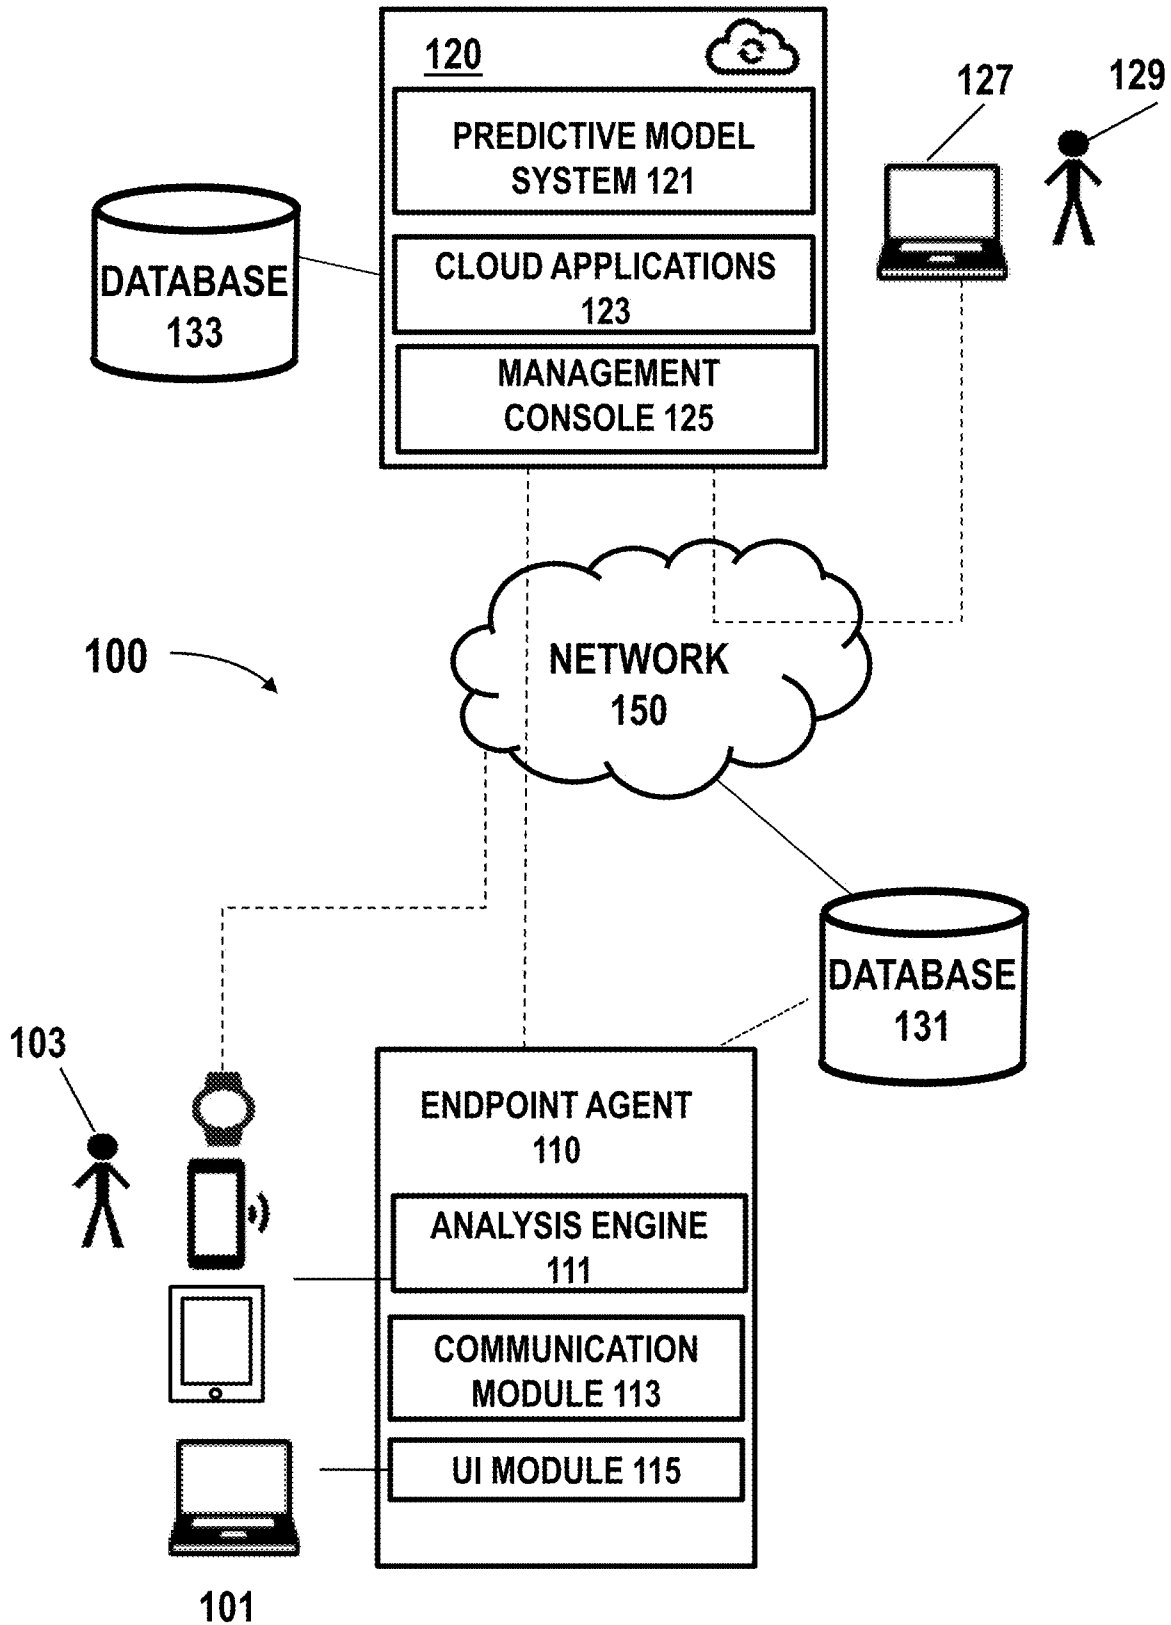 120
PREDICTIVE MODEL
SYSTEM 121
127
129
DATABASE
133
CLOUD APPLICATIONS
123
MANAGEMENT
CONSOLE 125
100
NETWORK
150
DATABASE
131
103
ENDPOINT AGENT
110
ANALYSIS ENGINE
111
COMMUNICATION
MODULE 113
UI MODULE 115
101